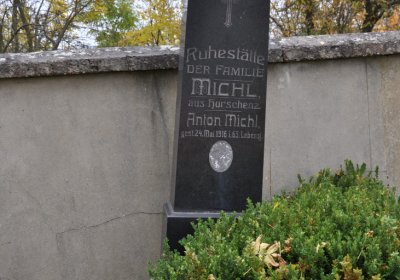 Ruhestätte
DER FAMILIE
MICHL,
aus Horschenz.
Anton Michl,
gest. 24. Mai 1916 i. 63. Lebensj.